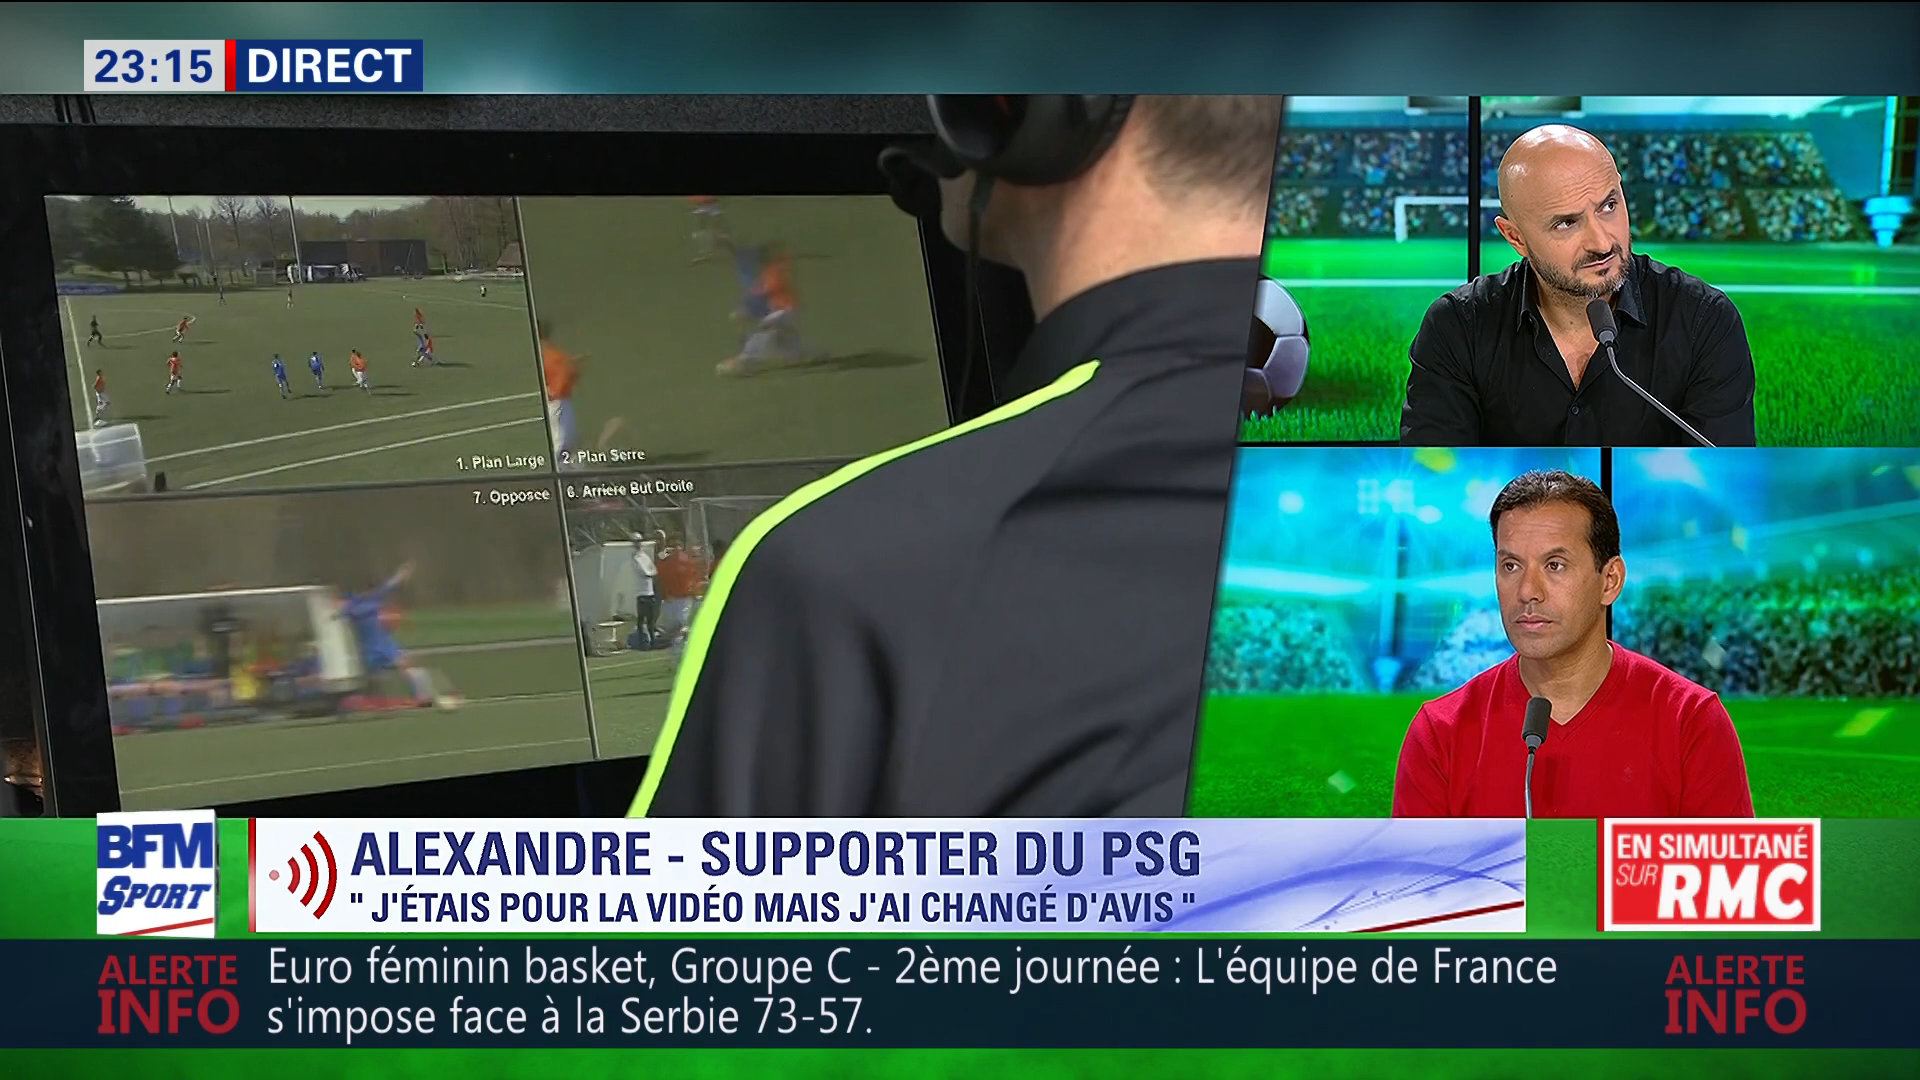 23:15 DIRECT
1. Plan Large
2. Plan Serre
7. Opposee
6. Arriere But Droite
BFM
SPORT
ALEXANDRE - SUPPORTER DU PSG
" J'ÉTAIS POUR LA VIDÉO MAIS J'AI CHANGÉ D'AVIS "
EN SIMULTANÉ
SUR RMC
ALERTE
INFO
Euro féminin basket, Groupe C - 2ème journée : L'équipe de France
s'impose face à la Serbie 73-57.
ALERTE
INFO